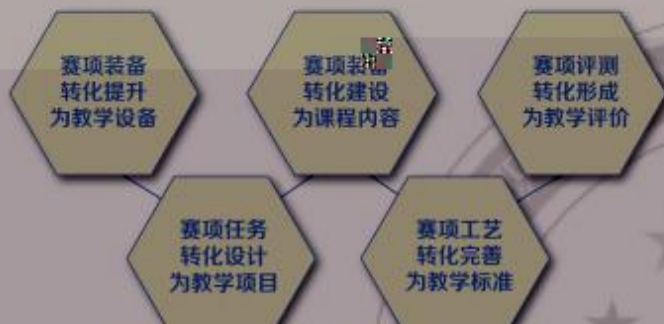 赛项装备
转化提升
为教学设备
赛项装备
转化建设
为课程内容
赛项评测
转化形成
为教学评价
赛项任务
转化设计
为教学项目
赛项工艺
转化完善
为教学标准